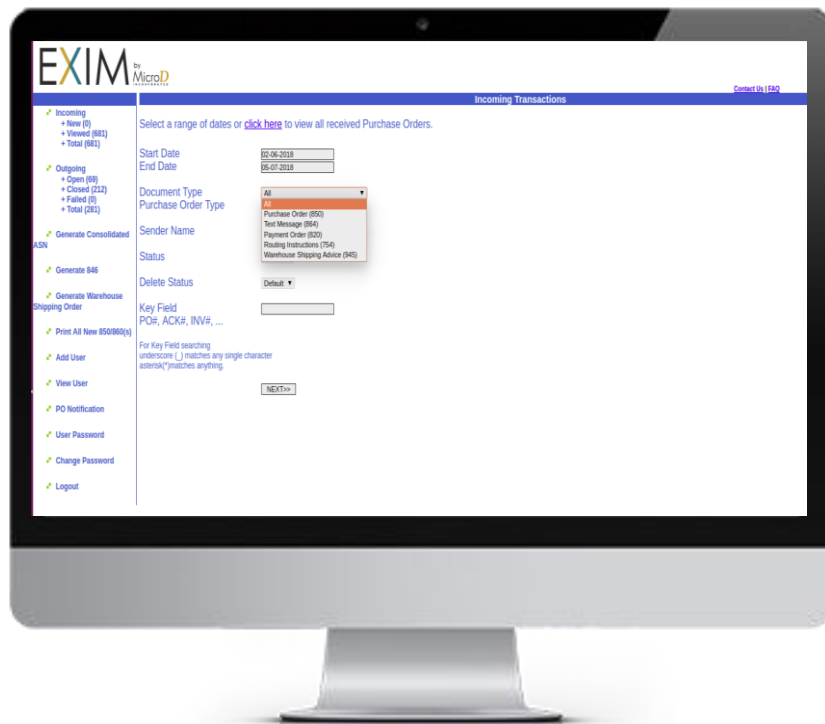 EXIM by
MicroD
INCORPORATED
Contact Us | FAQ
Incoming Transactions
Incoming
+ New (0)
+ Viewed (681)
+ Total (681)
Outgoing
+ Open (69)
+ Closed (212)
+ Failed (0)
+ Total (281)
Generate Consolidated
ASN
Generate 846
Generate Warehouse
Shipping Order
Print All New 850/860(s)
Add User
View User
PO Notification
User Password
Change Password
Logout
Select a range of dates or click here to view all received Purchase Orders.
Start Date 02-06-2018
End Date 05-07-2018
Document Type All
Purchase Order Type
All
Purchase Order (850)
Text Message (864)
Payment Order (820)
Routing Instructions (754)
Warehouse Shipping Advice (945)
Sender Name
Status
Delete Status Default
Key Field
PO#, ACK#, INV#, ...
For Key Field searching
underscore (_) matches any single character
asterisk(*)matches anything.
NEXT>>